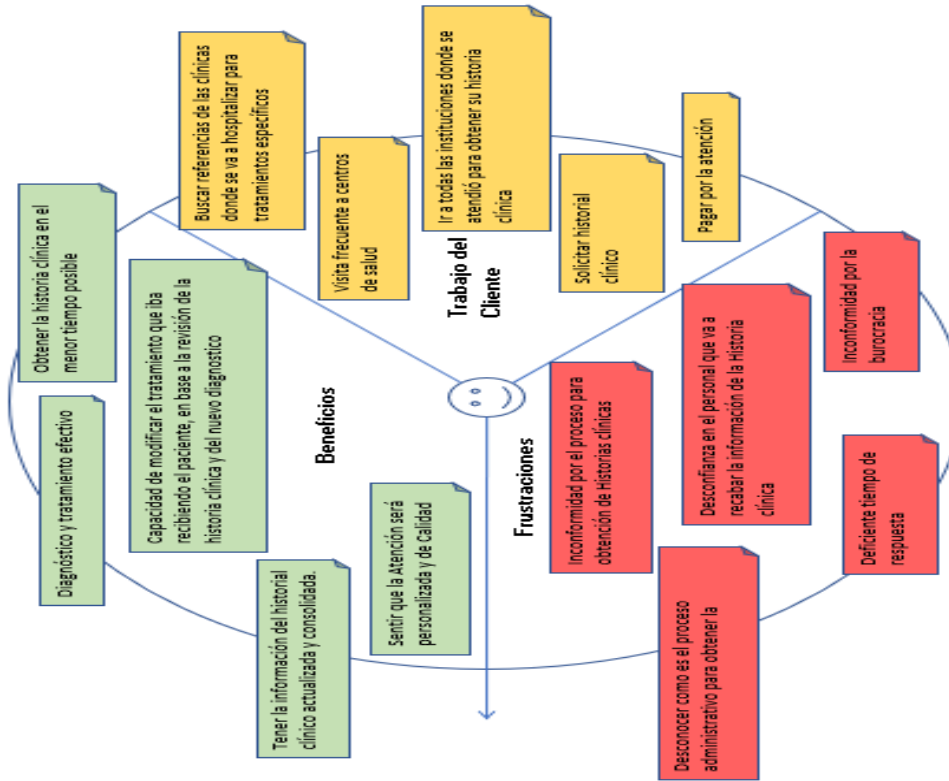 Tener la información del historial
clínico actualizada y consolidada.
Diagnóstico y tratamiento efectivo
Obtener la historia clínica en el
menor tiempo posible
Capacidad de modificar el tratamiento que iba
recibiendo el paciente, en base a la revisión de la
historia clínica y del nuevo diagnostico
Sentir que la Atención será
personalizada y de Calidad
Beneficios
Buscar referencias de las clínicas
donde se va a hospitalizar para
tratamientos específicos
Visita frecuente a centros
de salud
Trabajo del
Cliente
Ir a todas las instituciones donde se
atendió para obtener su historia
clínica
Solicitar historial
clínico
Pagar por la atención
Frustraciones
Inconformidad por el proceso para
obtención de Historias clínicas
Desconfianza en el personal que va a
recabar la información de la Historia
clínica
Inconformidad por la
burocracia
Desconocer como es el proceso
administrativo para obtener la
Deficiente tiempo de
respuesta